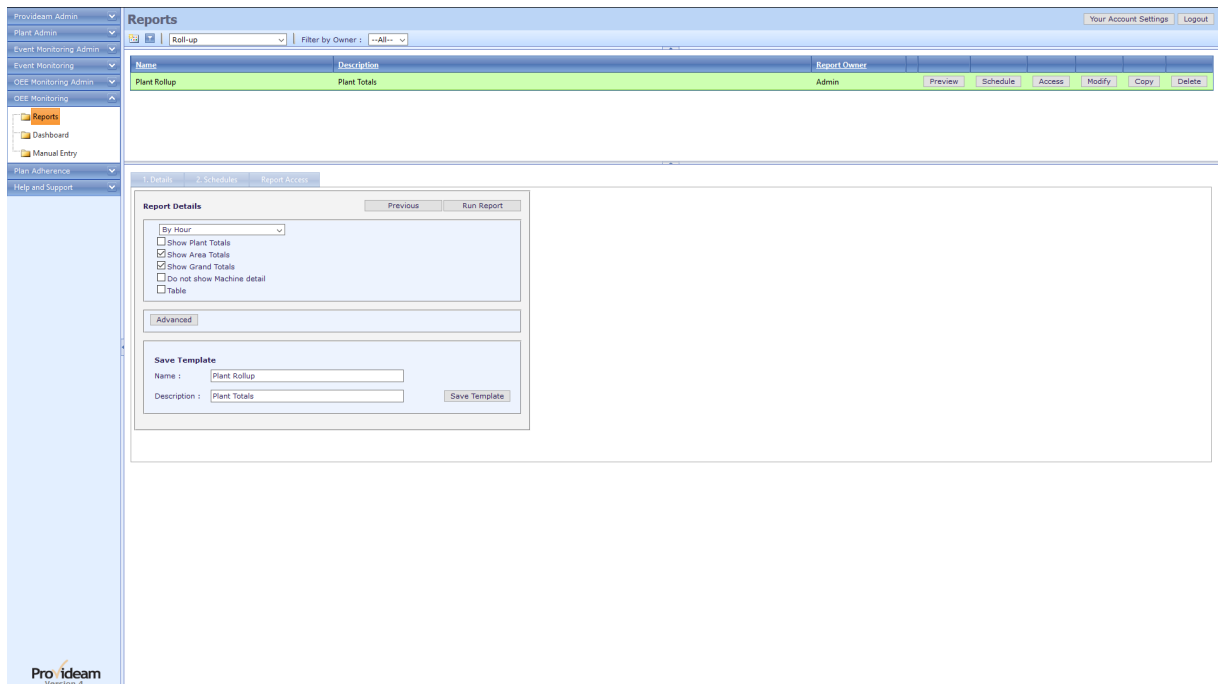 Provideam Admin
Plant Admin
Event Monitoring Admin
Event Monitoring
OEE Monitoring Admin
OEE Monitoring
Reports
Dashboard
Manual Entry
Plan Adherence
Help and Support
Provideam
Version 4
Reports
Your Account Settings Logout
Roll-up Filter by Owner : --All--
Name Description Report Owner
Plant Rollup Plant Totals Admin Preview Schedule Access Modify Copy Delete
1. Details 2. Schedules Report Access
Report Details Previous Run Report
By Hour
Show Plant Totals
Show Area Totals
Show Grand Totals
Do not show Machine detail
Table
Advanced
Save Template
Name : Plant Rollup
Description : Plant Totals Save Template